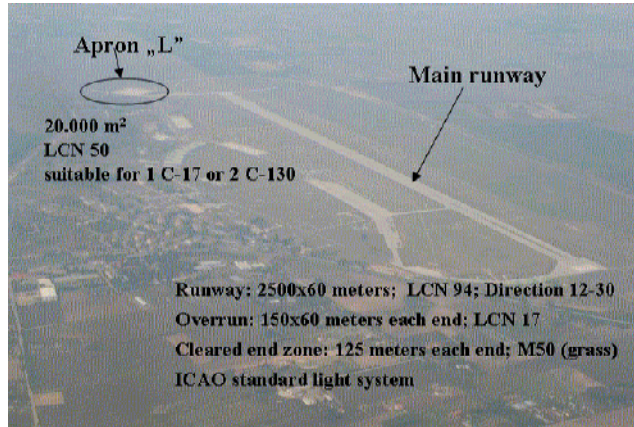 Apron „L”
Main runway
20.000 m²
LCN 50
suitable for 1 C-17 or 2 C-130
Runway: 2500x60 meters; LCN 94; Direction 12-30
Overrun: 150x60 meters each end; LCN 17
Cleared end zone: 125 meters each end; M50 (grass)
ICAO standard light system